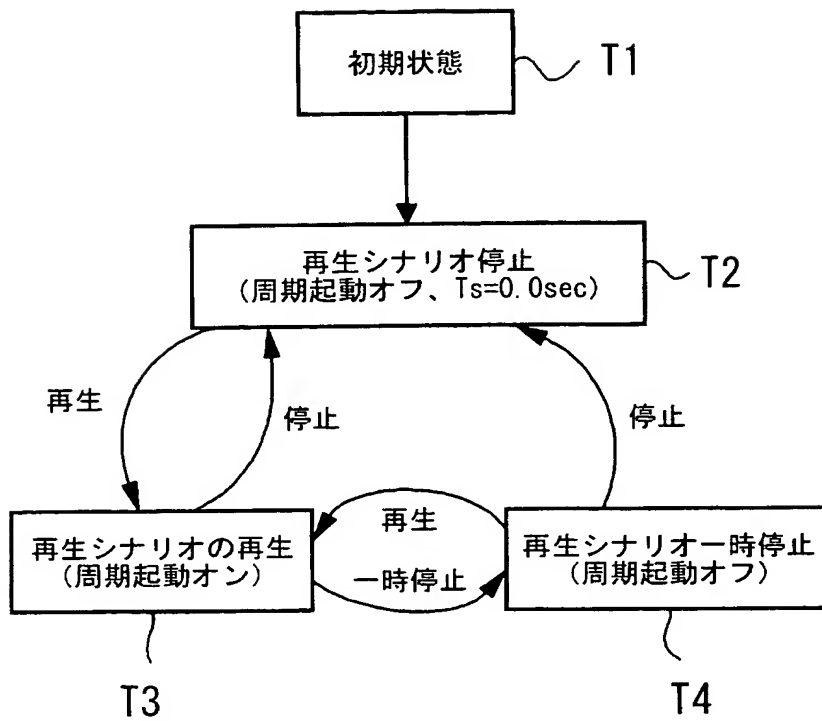 初期状態
T1
再生シナリオ停止
(周期起動オフ、Ts=0.0sec)
T2
再生
停止
停止
再生シナリオの再生
(周期起動オン)
再生
一時停止
再生シナリオ一時停止
(周期起動オフ)
T3
T4